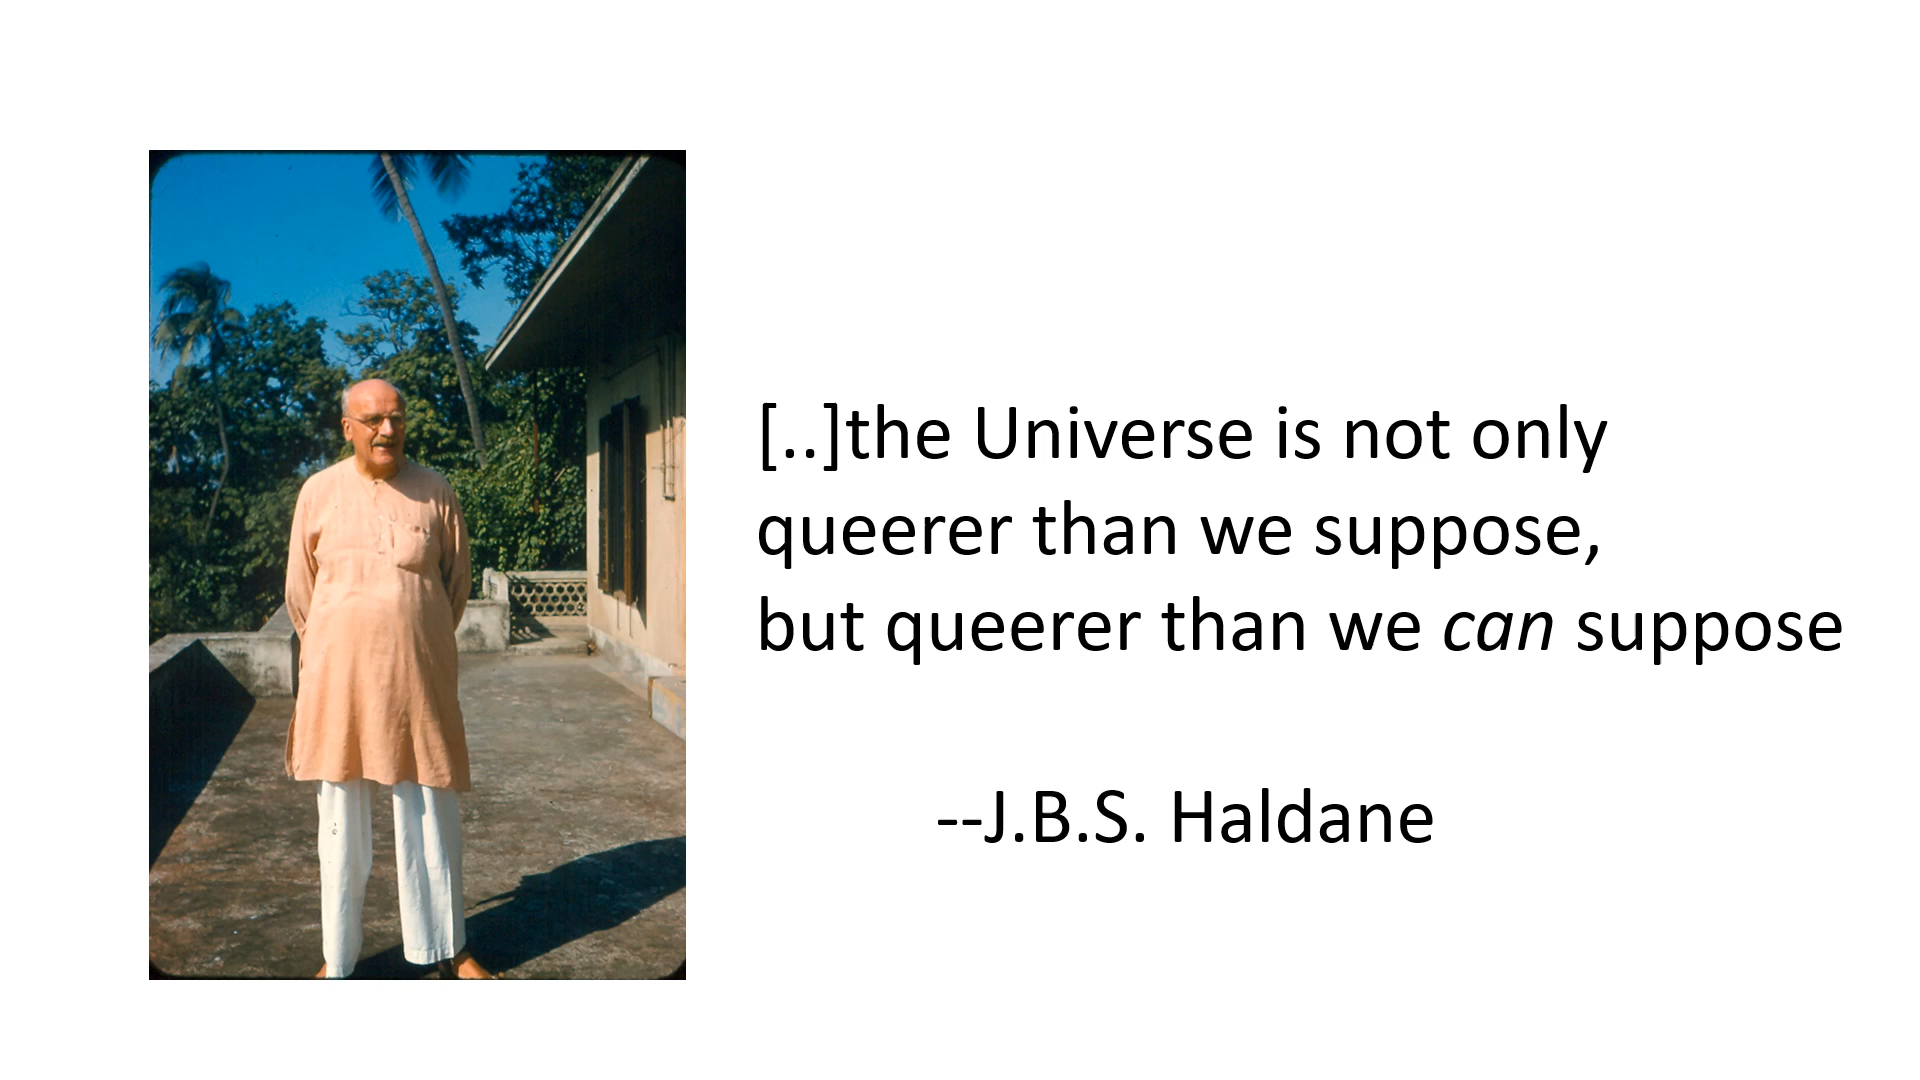 [..]the Universe is not only
queerer than we suppose,
but queerer than we can suppose
--J.B.S. Haldane